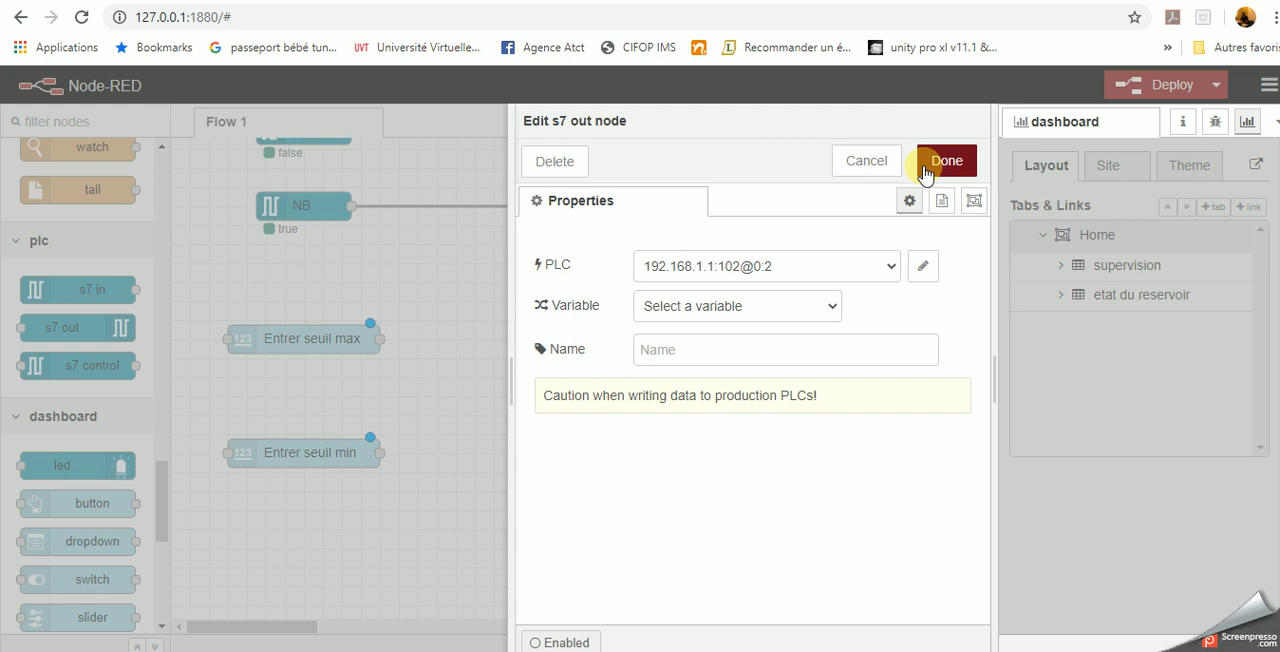 127.0.0.1:1880/#
Applications Bookmarks passeport bébé tun... UVT Université Virtuelle... Agence Atct CIFOP IMS Recommander un é... unity pro xl v11.1 &... » Autres favoris
Node-RED Deploy
filter nodes
Flow 1
Edit s7 out node
dashboard
Delete Cancel Done
Layout Site Theme
Properties
Tabs & Links
+ tab + link
watch
tail
false
NB
true
plc
s7 in
s7 out
s7 control
PLC 192.168.1.1:102@0:2
Variable Select a variable
Name Name
Caution when writing data to production PLCs!
Home
supervision
etat du reservoir
123 Entrer seuil max
123 Entrer seuil min
dashboard
led
button
dropdown
switch
slider
Enabled
Screenpresso
.com